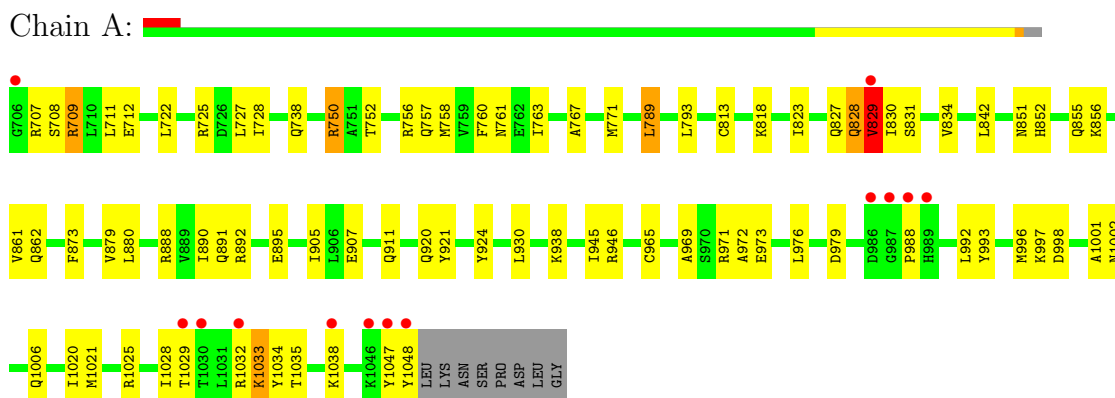 Chain A:
G706 R707 S708 R709 L710 L711 E712 L722 R725 D726 L727 I728 Q738 R750 A751 T752 R756 Q757 M758 V759 F760 N761 E762 I763 A767 M771 L789 L793 C813 K818 I823 Q827 Q828 V829 I830 S831 V834 L842 N851 H852 Q855 K856
V861 Q862 F873 V879 L880 R888 V889 I890 Q891 R892 E895 I905 L906 E907 Q911 Q920 Y921 Y924 L930 K938 I945 R946 C965 A969 S970 R971 A972 E973 L976 D979 D986 G987 P988 H989 L992 Y993 M996 K997 D998 A1001 N1002
Q1006 I1020 M1021 R1025 I1028 T1029 T1030 L1031 R1032 K1033 Y1034 T1035 K1038 K1046 Y1047 Y1048 LEU LYS ASN SER PRO ASP LEU GLY